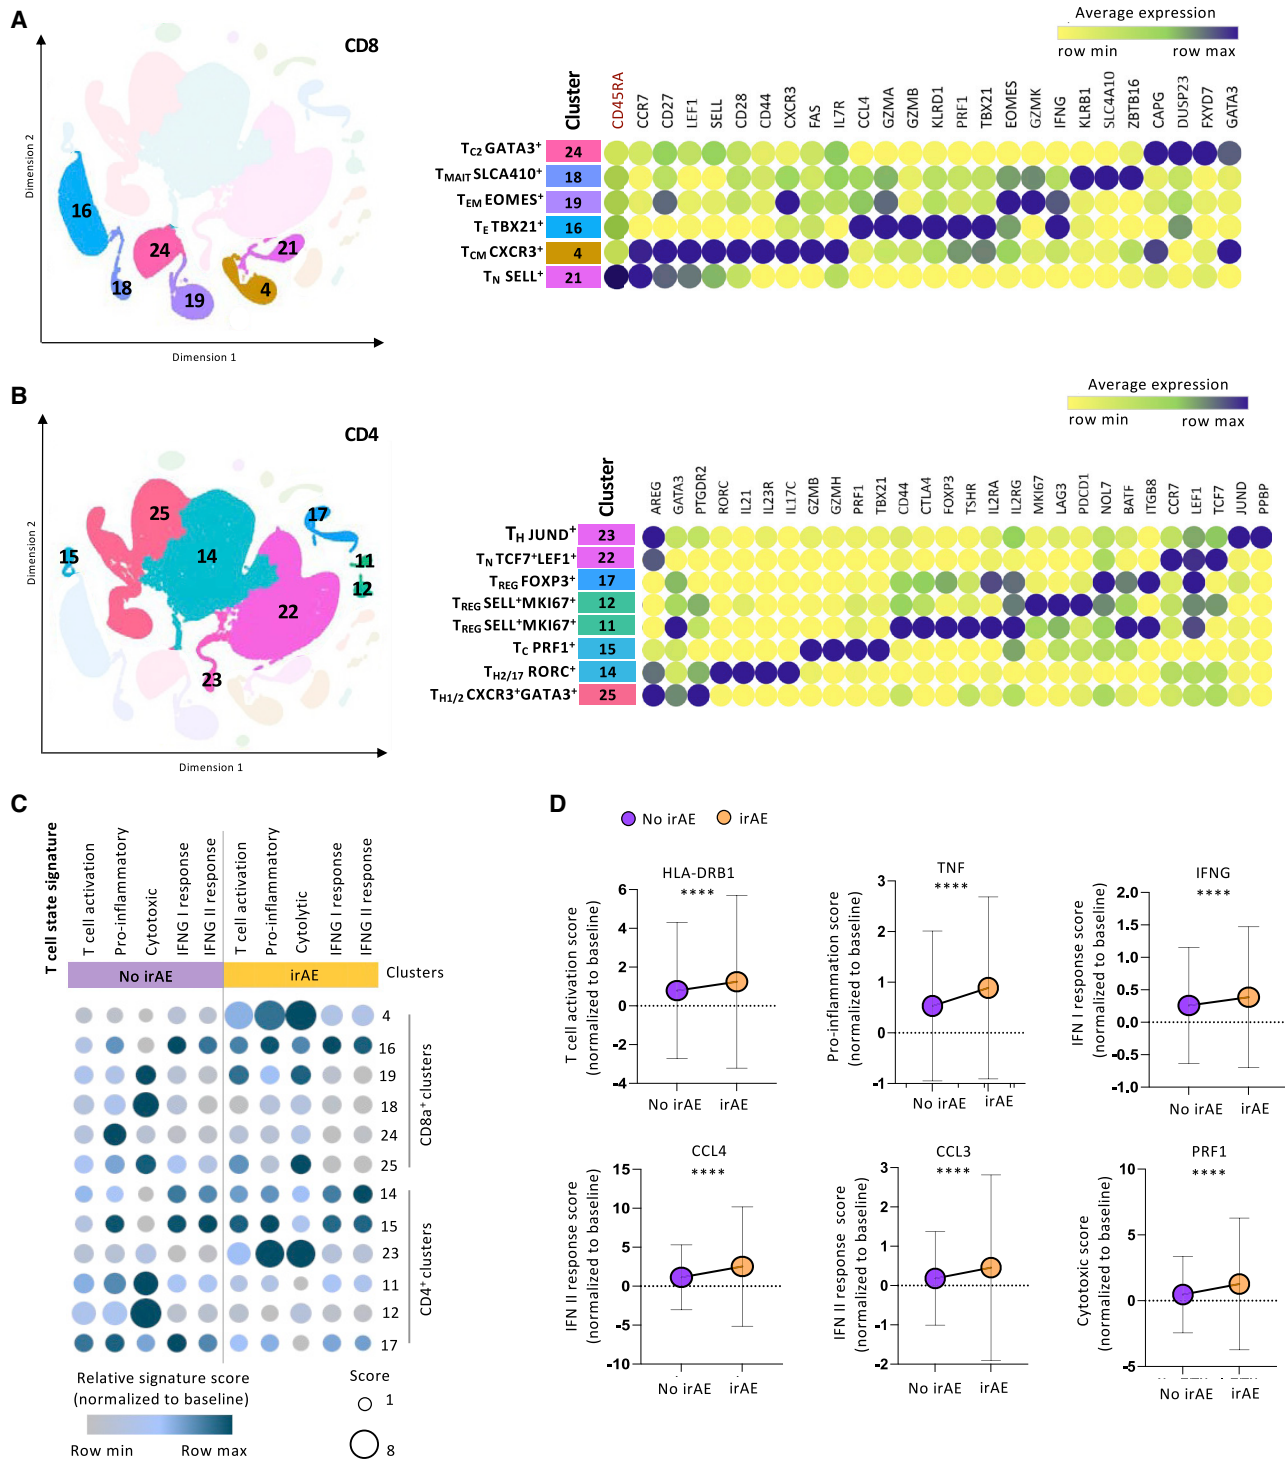 A
CD8
Dimension 2
Dimension 1
16
24
21
18
19
4
Average expression
row min row max
Cluster
CD45RA CCR7 CD27 LEF1 SELL CD28 CD44 CXCR3 FAS IL7R CCL4 GZMA GZMB KLRD1 PRF1 TBX21 EOMES GZMK IFNG KLRB1 SLC4A10 ZBTB16 CAPG DUSP23 FXYD7 GATA3
TC2 GATA3+ 24
TMAIT SLCA410+ 18
TEM EOMES+ 19
TE TBX21+ 16
TCM CXCR3+ 4
TN SELL+ 21
B
CD4
Dimension 2
Dimension 1
25
17
15
14
11
12
22
23
Average expression
row min row max
Cluster
AREG GATA3 PTGDR2 RORC IL21 IL23R IL17C GZMB GZMH PRF1 TBX21 CD44 CTLA4 FOXP3 TSHR IL2RA IL2RG MKI67 LAG3 PDCD1 NOL7 BATF ITGB8 CCR7 LEF1 TCF7 JUND PPBP
TH JUND+ 23
TN TCF7+LEF1+ 22
TREG FOXP3+ 17
TREG SELL+MKI67+ 12
TREG SELL+MKI67+ 11
TC PRF1+ 15
TH2/17 RORC+ 14
TH1/2 CXCR3+GATA3+ 25
C
T cell state signature
T cell activation
Pro-inflammatory
Cytotoxic
IFNG I response
IFNG II response
T cell activation
Pro-inflammatory
Cytolytic
IFNG I response
IFNG II response
No irAE irAE Clusters
4
16
19
18
24
25
14
15
23
11
12
17
CD8a+ clusters
CD4+ clusters
Relative signature score
(normalized to baseline)
Row min Row max
Score
1
8
D
No irAE irAE
HLA-DRB1
****
T cell activation score
(normalized to baseline)
6
4
2
0
-2
-4
No irAE irAE
TNF
****
Pro-inflammation score
(normalized to baseline)
3
2
1
0
-1
No irAE irAE
IFNG
****
IFN I response score
(normalized to baseline)
2.0
1.5
1.0
0.5
0.0
-0.5
-1.0
No irAE irAE
CCL4
****
IFN II response score
(normalized to baseline)
15
10
5
0
-5
-10
No irAE irAE
CCL3
****
IFN II response score
(normalized to baseline)
3
2
1
0
-1
-2
No irAE irAE
PRF1
****
Cytotoxic score
(normalized to baseline)
10
5
0
-5
No irAE irAE